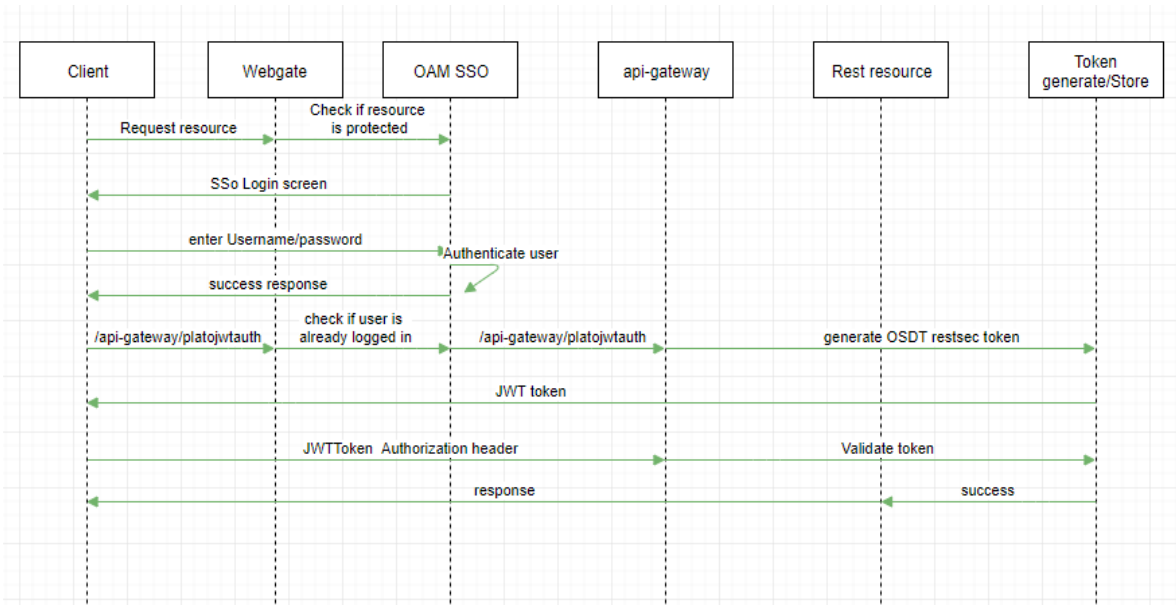 Client
Webgate
OAM SSO
api-gateway
Rest resource
Token
generate/Store
Request resource
Check if resource
is protected
SSo Login screen
enter Username/password
Authenticate user
success response
/api-gateway/platojwtauth
check if user is
already logged in
/api-gateway/platojwtauth
generate OSDT restsec token
JWT token
JWTToken Authorization header
Validate token
response
success